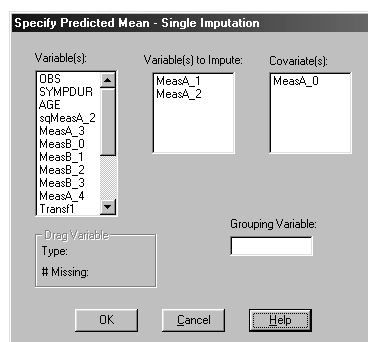 Specify Predicted Mean - Single Imputation
Variable(s):
Variable(s) to Impute:
Covariate(s):
OBS
SYMPDUR
AGE
sqMeasA_2
MeasA_3
MeasB_0
MeasB_1
MeasB_2
MeasB_3
MeasA_4
Transf1
MeasA_1
MeasA_2
MeasA_0
Drag Variable
Type:
# Missing:
Grouping Variable:
OK
Cancel
Help